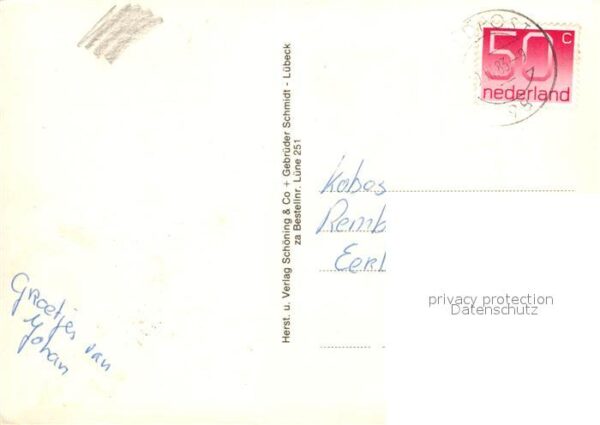 50 c
nederland
Herst. u. Verlag Schöning & Co + Gebrüder Schmidt - Lübeck
za Bestellnr. Lüne 251
Kobos
Remb
Eerl
privacy protection
Datenschutz
Groetjes van
Johan